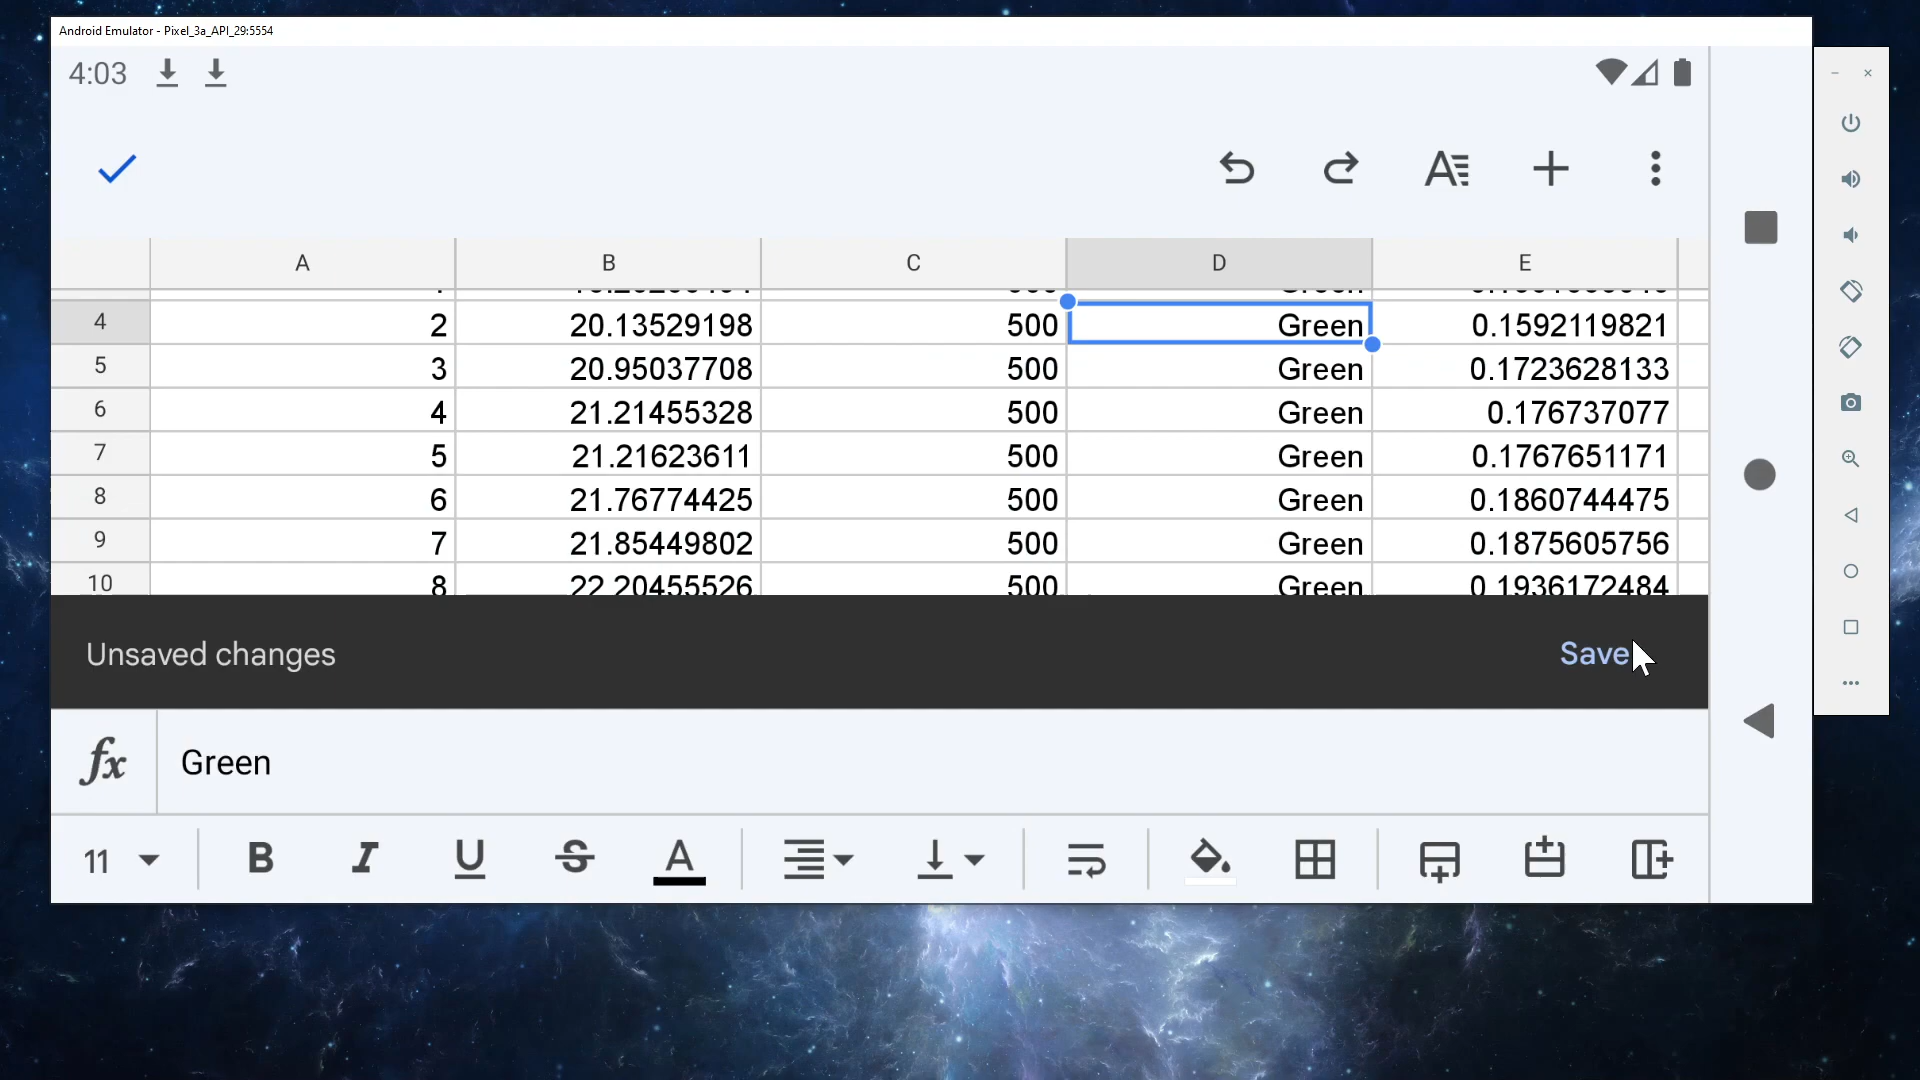 Android Emulator - Pixel_3a_API_29:5554
4:03
A B C D E
4 2 20.13529198 500 Green 0.1592119821
5 3 20.95037708 500 Green 0.1723628133
6 4 21.21455328 500 Green 0.176737077
7 5 21.21623611 500 Green 0.1767651171
8 6 21.76774425 500 Green 0.1860744475
9 7 21.85449802 500 Green 0.1875605756
10 8 22.20455526 500 Green 0.1936172484
Unsaved changes Save
fx Green
11 B I U S A